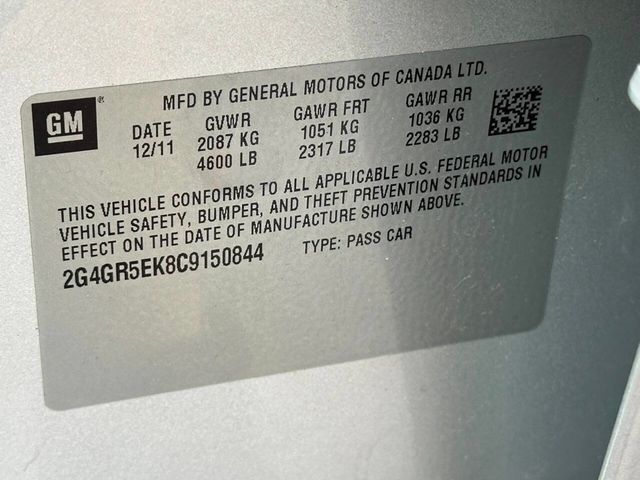 GM
®
MFD BY GENERAL MOTORS OF CANADA LTD.
DATE GVWR GAWR FRT GAWR RR
12/11 2087 KG 1051 KG 1036 KG
4600 LB 2317 LB 2283 LB
THIS VEHICLE CONFORMS TO ALL APPLICABLE U.S. FEDERAL MOTOR
VEHICLE SAFETY, BUMPER, AND THEFT PREVENTION STANDARDS IN
EFFECT ON THE DATE OF MANUFACTURE SHOWN ABOVE.
2G4GR5EK8C9150844 TYPE: PASS CAR